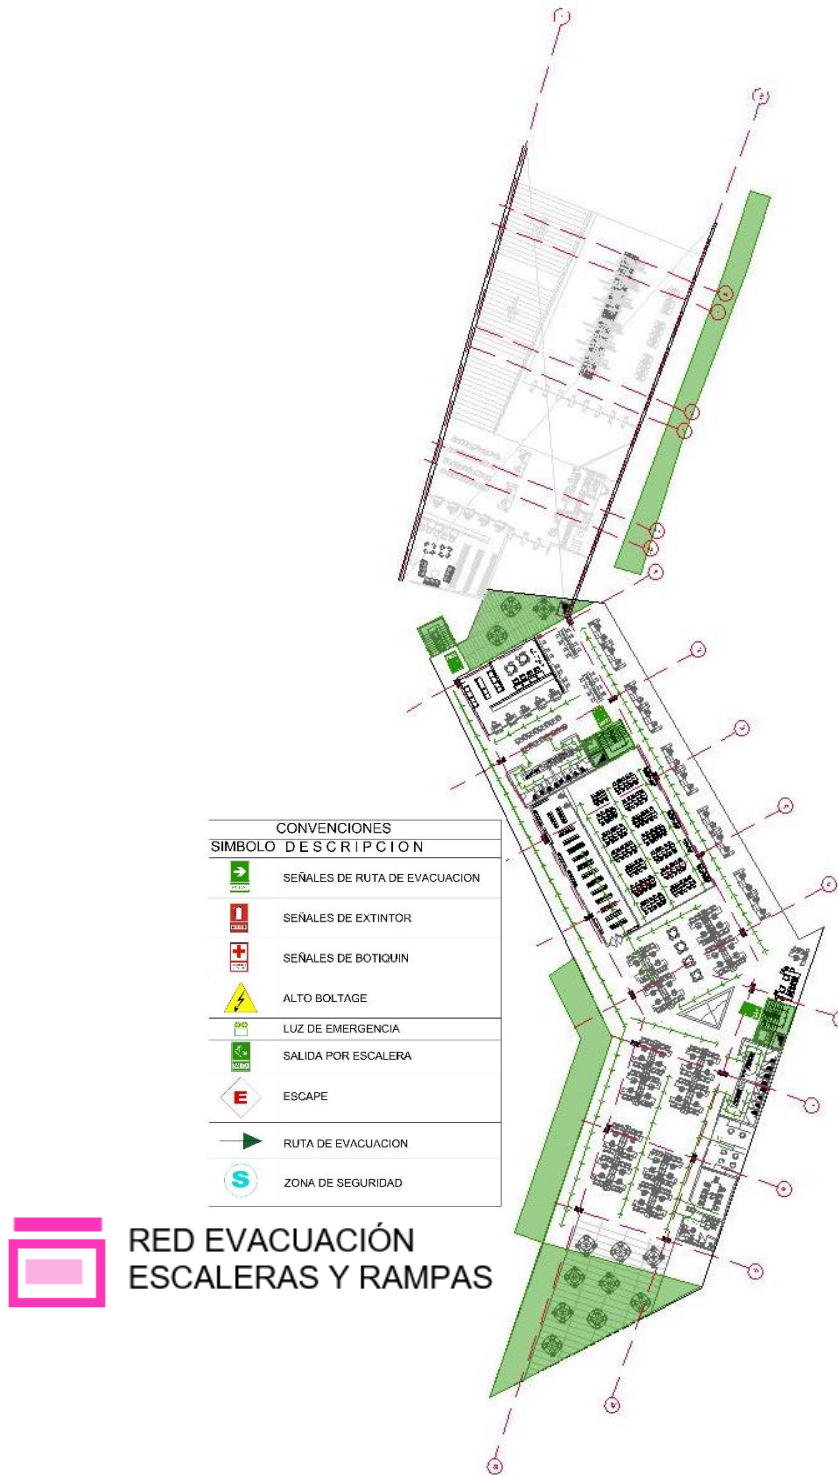 CONVENCIONES
SIMBOLO DESCRIPCION
SEÑALES DE RUTA DE EVACUACION
SEÑALES DE EXTINTOR
SEÑALES DE BOTIQUIN
ALTO BOLTAGE
LUZ DE EMERGENCIA
SALIDA POR ESCALERA
E ESCAPE
RUTA DE EVACUACION
S ZONA DE SEGURIDAD
RED EVACUACIÓN
ESCALERAS Y RAMPAS